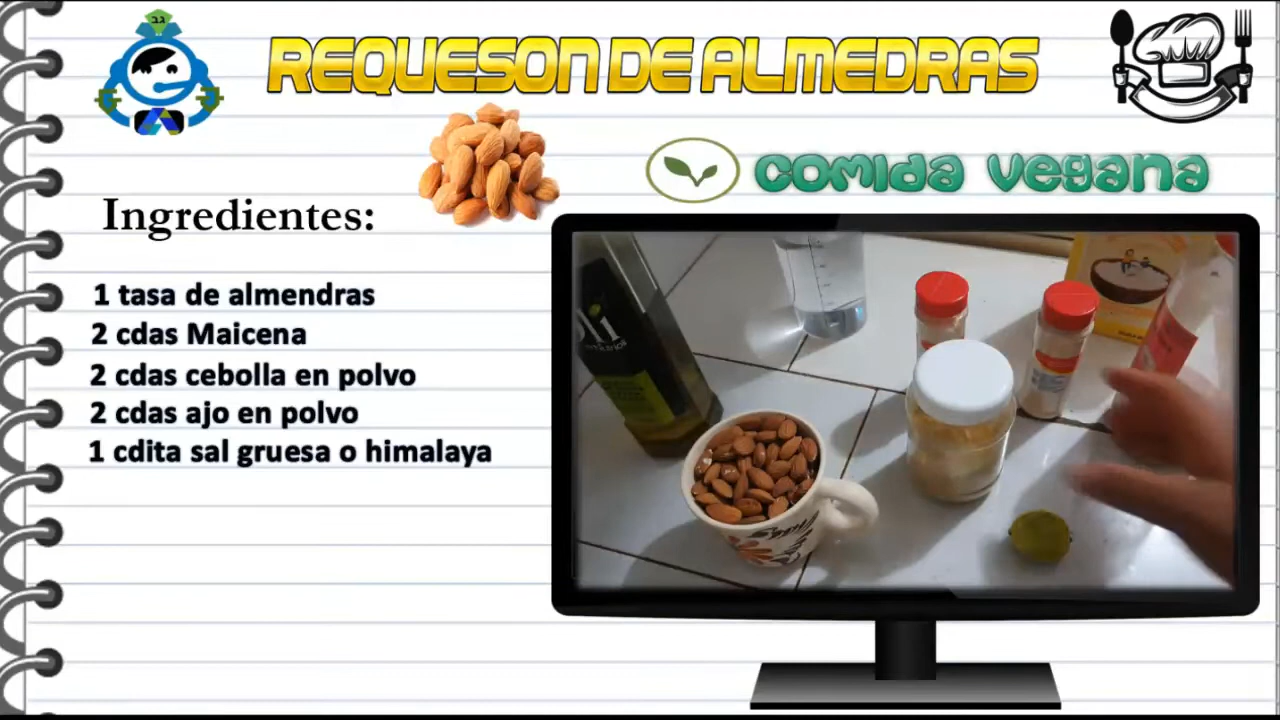 גב
REQUESON DE ALMEDRAS
COMIDA VEGANA
Ingredientes:
1 tasa de almendras
2 cdas Maicena
2 cdas cebolla en polvo
2 cdas ajo en polvo
1 cdita sal gruesa o himalaya